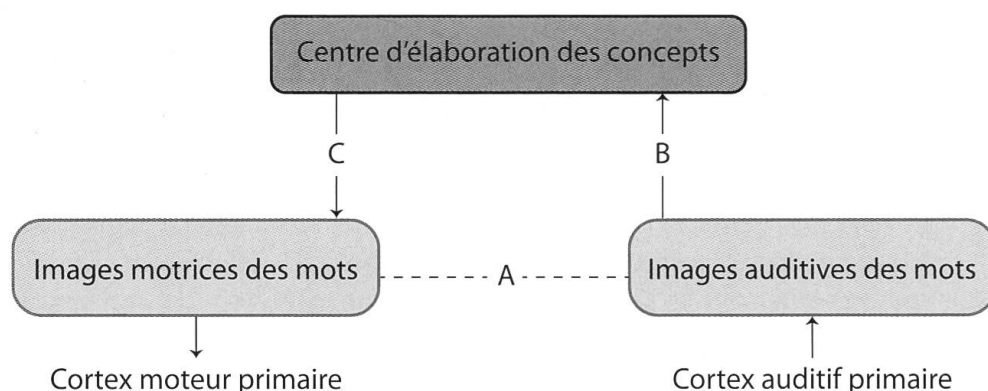 Centre d'élaboration des concepts
C
B
Images motrices des mots
A
Images auditives des mots
Cortex moteur primaire
Cortex auditif primaire